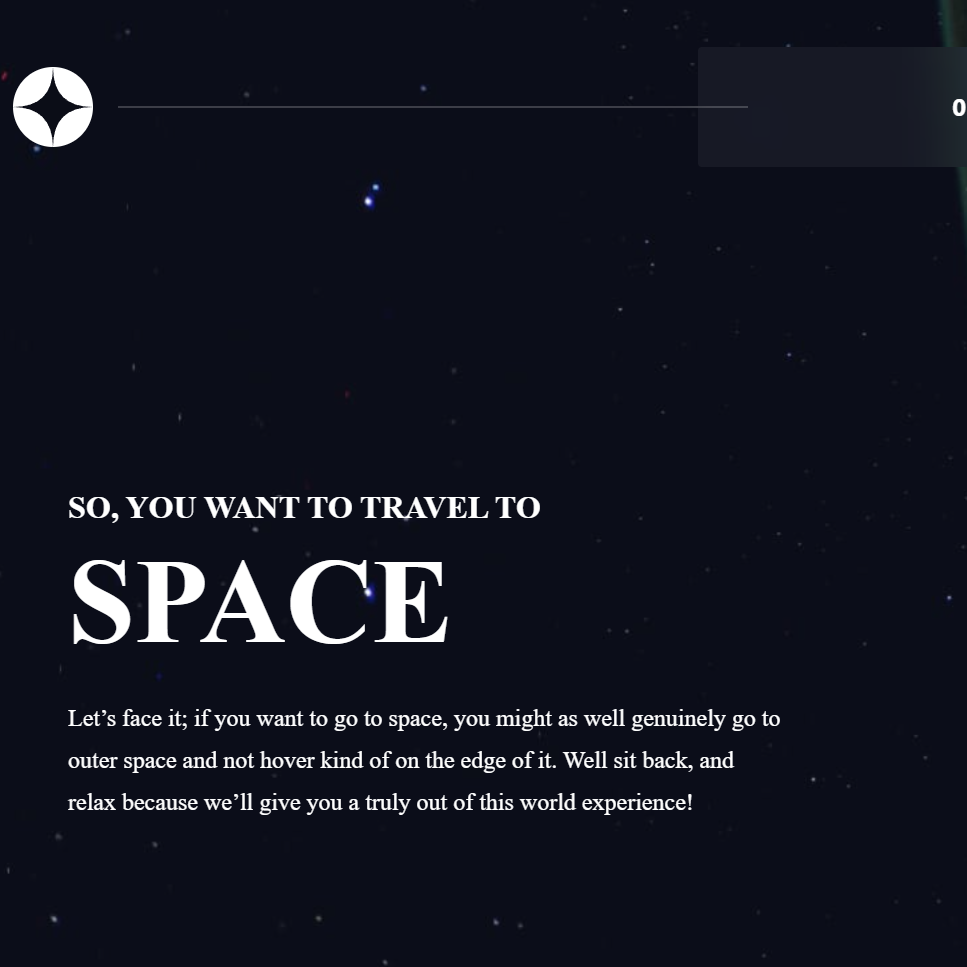 0
SO, YOU WANT TO TRAVEL TO
SPACE
Let’s face it; if you want to go to space, you might as well genuinely go to
outer space and not hover kind of on the edge of it. Well sit back, and
relax because we’ll give you a truly out of this world experience!